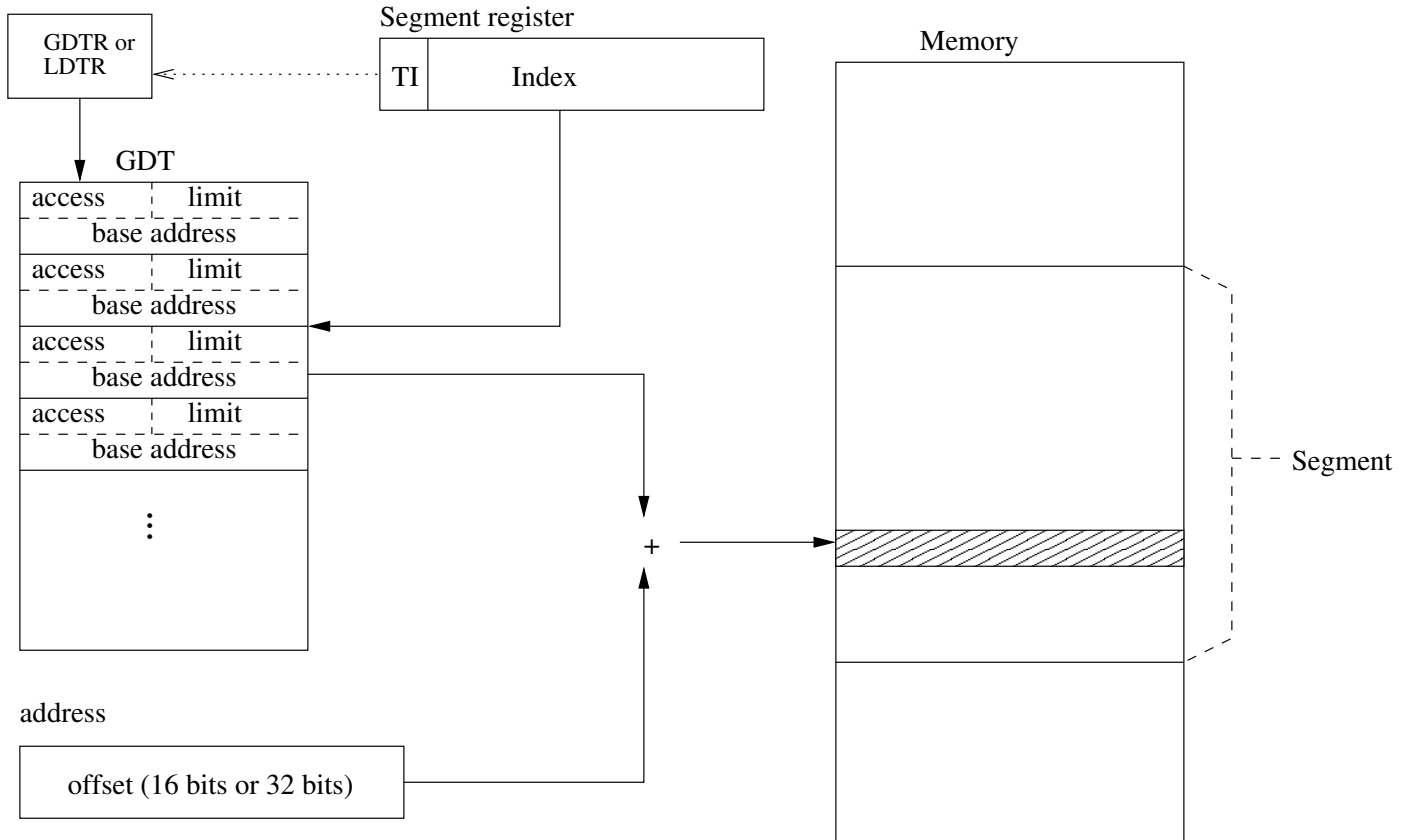 Segment register
GDTR or
LDTR
TI Index
Memory
GDT
access limit
base address
access limit
base address
access limit
base address
access limit
base address
Segment
+
address
offset (16 bits or 32 bits)